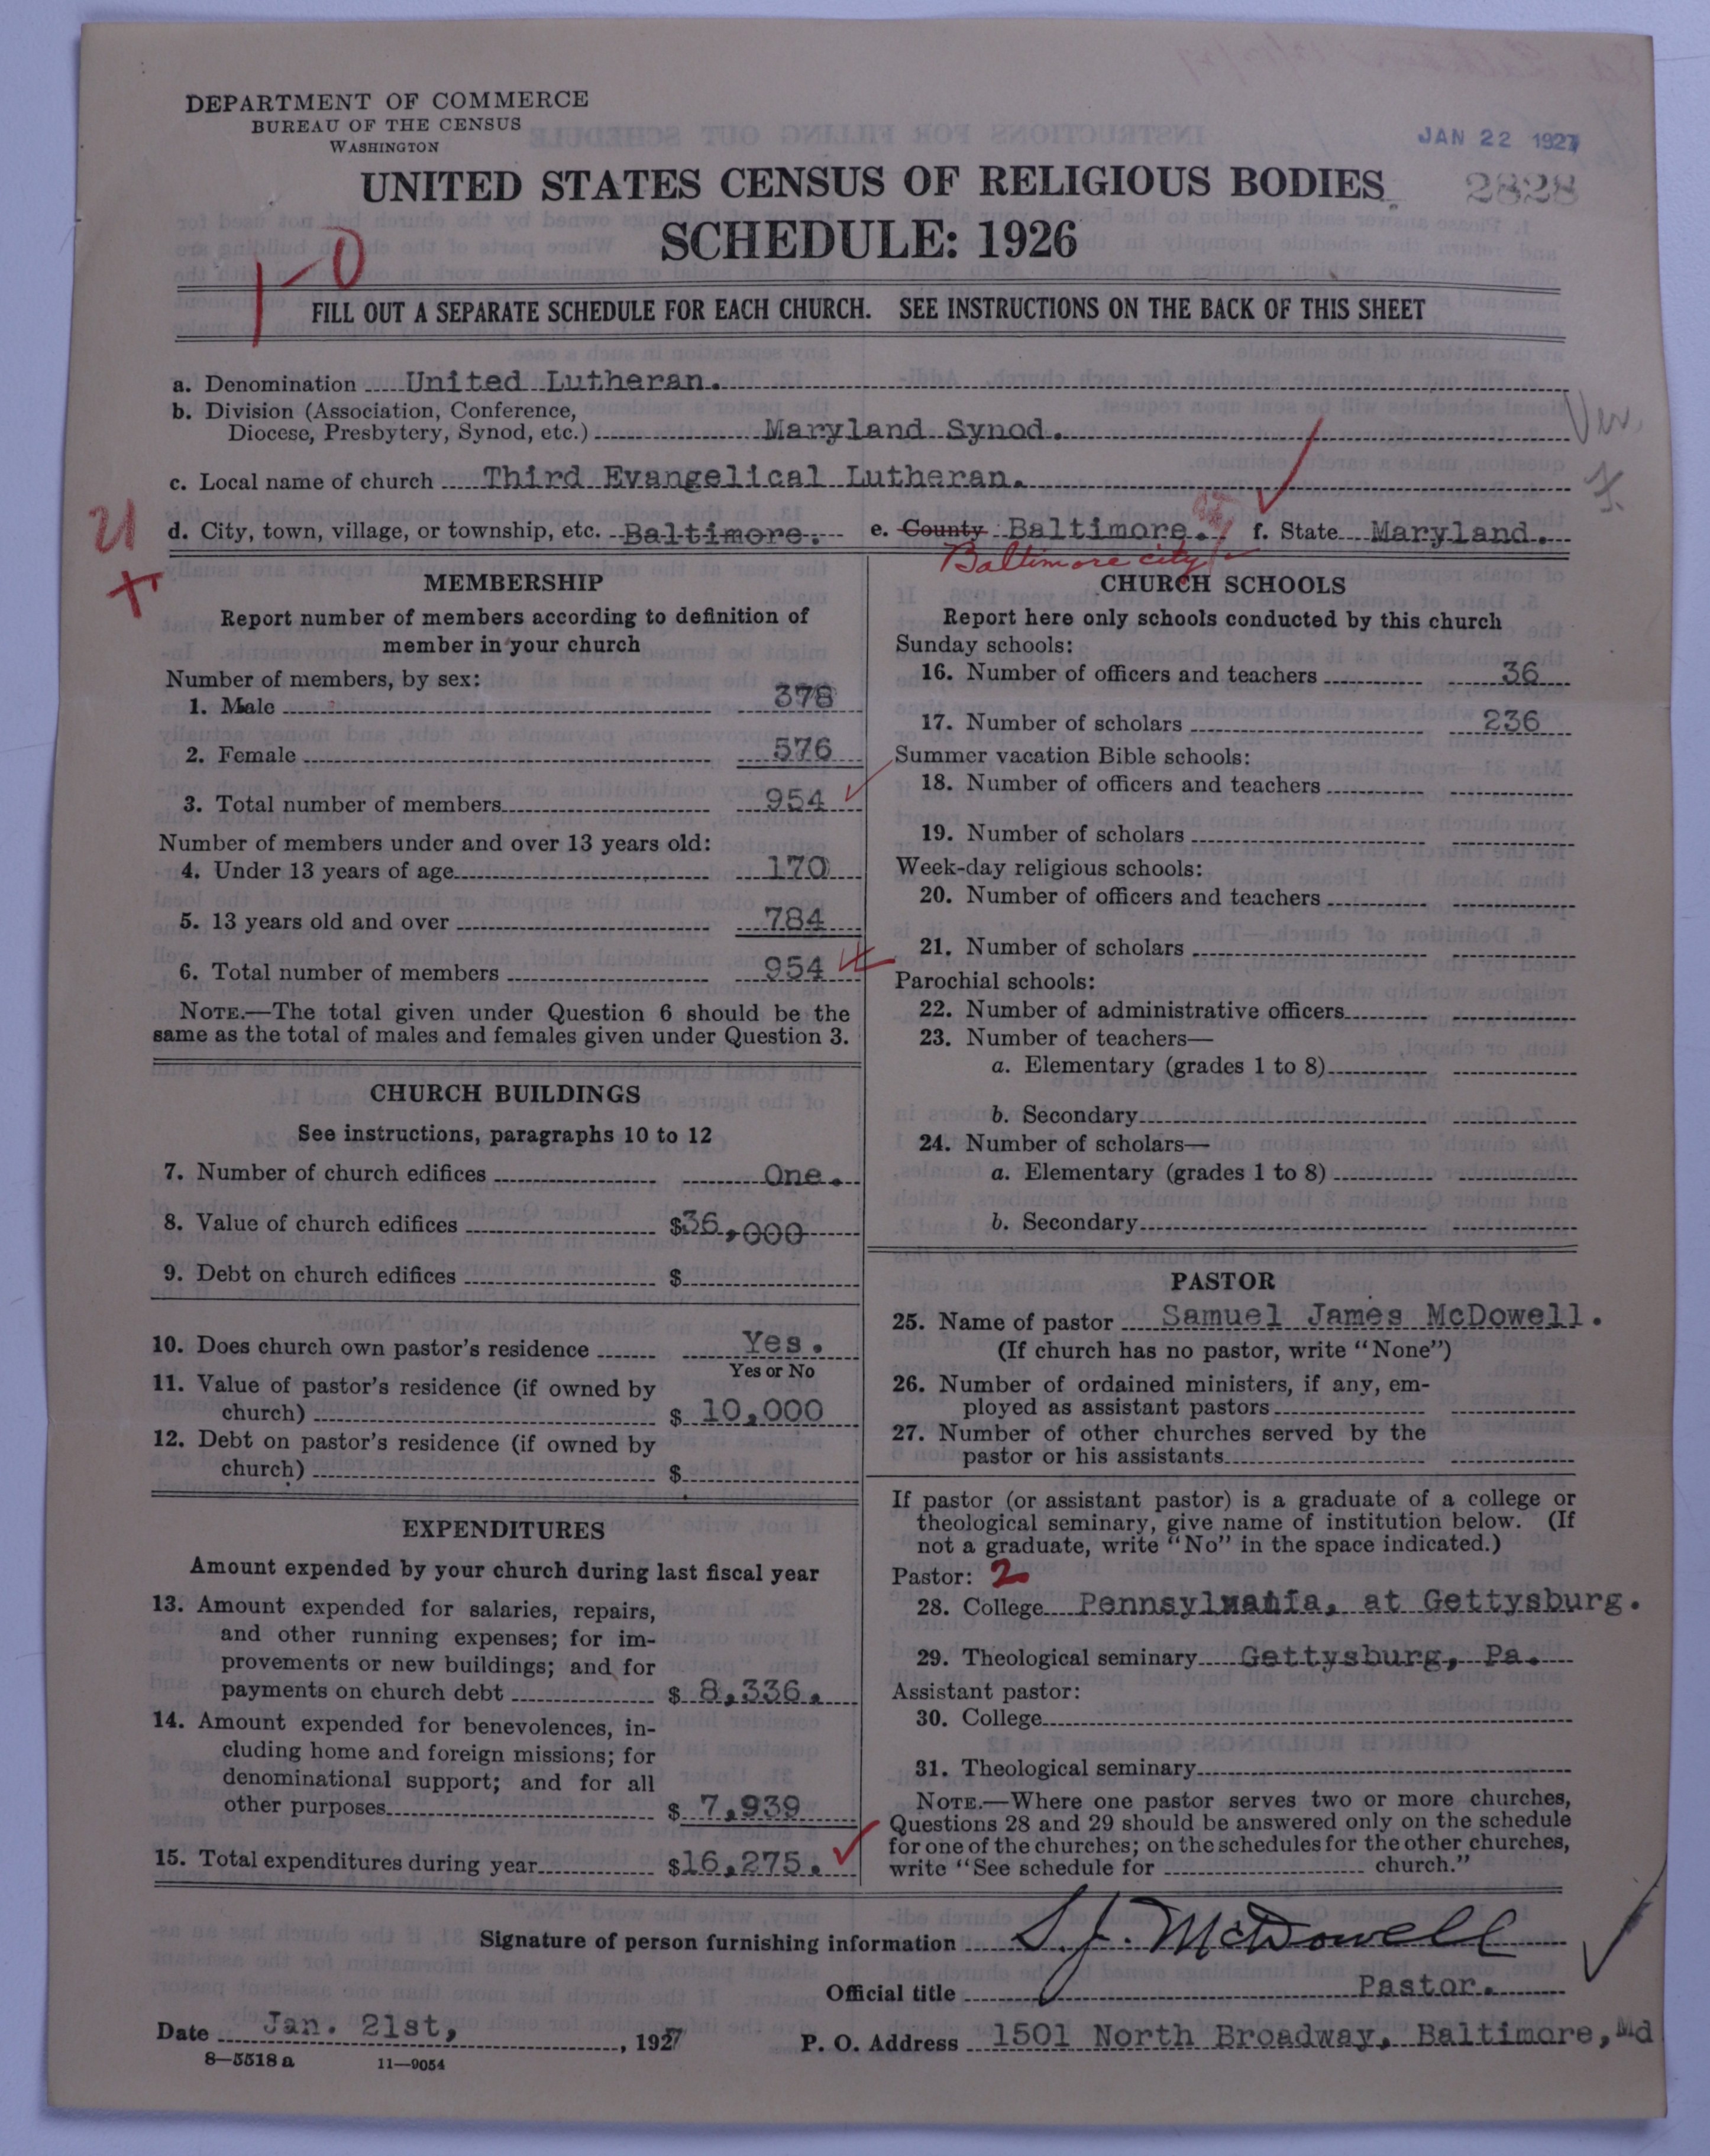 DEPARTMENT OF COMMERCE
BUREAU OF THE CENSUS
WASHINGTON
JAN 22 1927
UNITED STATES CENSUS OF RELIGIOUS BODIES
2828
SCHEDULE: 1926
1-0
FILL OUT A SEPARATE SCHEDULE FOR EACH CHURCH. SEE INSTRUCTIONS ON THE BACK OF THIS SHEET
a. Denomination United Lutheran.
b. Division (Association, Conference,
Diocese, Presbytery, Synod, etc.) Maryland Synod.
Ver.
c. Local name of church Third Evangelical Lutheran.
d. City, town, village, or township, etc. Baltimore. e. County Baltimore. f. State Maryland.
Baltimore city
MEMBERSHIP
Report number of members according to definition of
member in your church
Number of members, by sex:
1. Male 378
2. Female 576
3. Total number of members 954
Number of members under and over 13 years old:
4. Under 13 years of age 170
5. 13 years old and over 784
6. Total number of members 954
NOTE.—The total given under Question 6 should be the
same as the total of males and females given under Question 3.
CHURCH BUILDINGS
See instructions, paragraphs 10 to 12
7. Number of church edifices One.
8. Value of church edifices $36,000
9. Debt on church edifices $
10. Does church own pastor's residence Yes.
Yes or No
11. Value of pastor's residence (if owned by
church) $ 10,000
12. Debt on pastor's residence (if owned by
church) $
EXPENDITURES
Amount expended by your church during last fiscal year
13. Amount expended for salaries, repairs,
and other running expenses; for im-
provements or new buildings; and for
payments on church debt $ 8,336.
14. Amount expended for benevolences, in-
cluding home and foreign missions; for
denominational support; and for all
other purposes $ 7,939
15. Total expenditures during year $16,275.
CHURCH SCHOOLS
Report here only schools conducted by this church
Sunday schools:
16. Number of officers and teachers 36
17. Number of scholars 236
Summer vacation Bible schools:
18. Number of officers and teachers
19. Number of scholars
Week-day religious schools:
20. Number of officers and teachers
21. Number of scholars
Parochial schools:
22. Number of administrative officers
23. Number of teachers—
a. Elementary (grades 1 to 8)
b. Secondary
24. Number of scholars—
a. Elementary (grades 1 to 8)
b. Secondary
PASTOR
25. Name of pastor Samuel James McDowell.
(If church has no pastor, write "None")
26. Number of ordained ministers, if any, em-
ployed as assistant pastors
27. Number of other churches served by the
pastor or his assistants
If pastor (or assistant pastor) is a graduate of a college or
theological seminary, give name of institution below. (If
not a graduate, write "No" in the space indicated.)
Pastor: 2
28. College Pennsylvania, at Gettysburg.
29. Theological seminary Gettysburg, Pa.
Assistant pastor:
30. College
31. Theological seminary
NOTE.—Where one pastor serves two or more churches,
Questions 28 and 29 should be answered only on the schedule
for one of the churches; on the schedules for the other churches,
write "See schedule for church."
Signature of person furnishing information S. J. McDowell
Official title Pastor.
Date Jan. 21st, 1927 P. O. Address 1501 North Broadway, Baltimore, Md
8—5518 a 11—9054